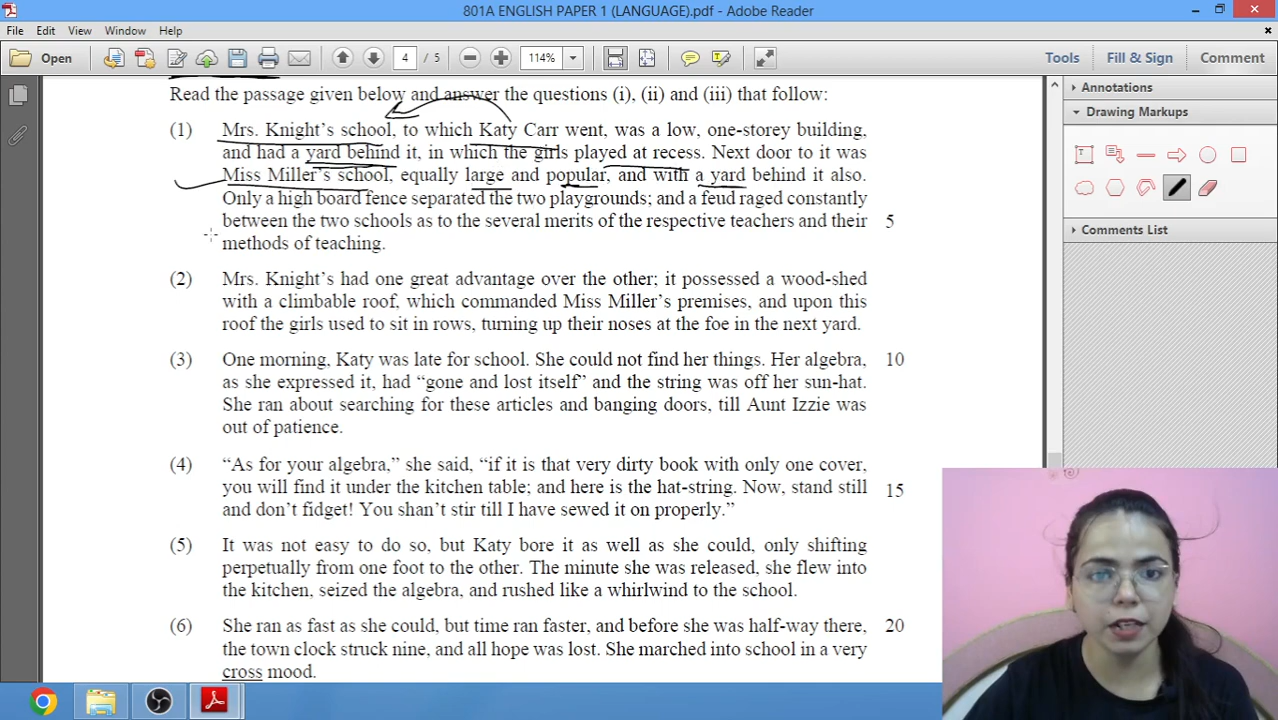 801A ENGLISH PAPER 1 (LANGUAGE).pdf - Adobe Reader
File Edit View Window Help
Open 4 / 5 114% Tools Fill & Sign Comment
Read the passage given below and answer the questions (i), (ii) and (iii) that follow:
(1) Mrs. Knight's school, to which Katy Carr went, was a low, one-storey building,
and had a yard behind it, in which the girls played at recess. Next door to it was
Miss Miller's school, equally large and popular, and with a yard behind it also.
Only a high board fence separated the two playgrounds; and a feud raged constantly
between the two schools as to the several merits of the respective teachers and their 5
methods of teaching.
(2) Mrs. Knight's had one great advantage over the other; it possessed a wood-shed
with a climbable roof, which commanded Miss Miller's premises, and upon this
roof the girls used to sit in rows, turning up their noses at the foe in the next yard.
(3) One morning, Katy was late for school. She could not find her things. Her algebra, 10
as she expressed it, had "gone and lost itself" and the string was off her sun-hat.
She ran about searching for these articles and banging doors, till Aunt Izzie was
out of patience.
(4) "As for your algebra," she said, "if it is that very dirty book with only one cover,
you will find it under the kitchen table; and here is the hat-string. Now, stand still 15
and don't fidget! You shan't stir till I have sewed it on properly."
(5) It was not easy to do so, but Katy bore it as well as she could, only shifting
perpetually from one foot to the other. The minute she was released, she flew into
the kitchen, seized the algebra, and rushed like a whirlwind to the school.
(6) She ran as fast as she could, but time ran faster, and before she was half-way there, 20
the town clock struck nine, and all hope was lost. She marched into school in a very
cross mood.
Annotations
Drawing Markups
Comments List